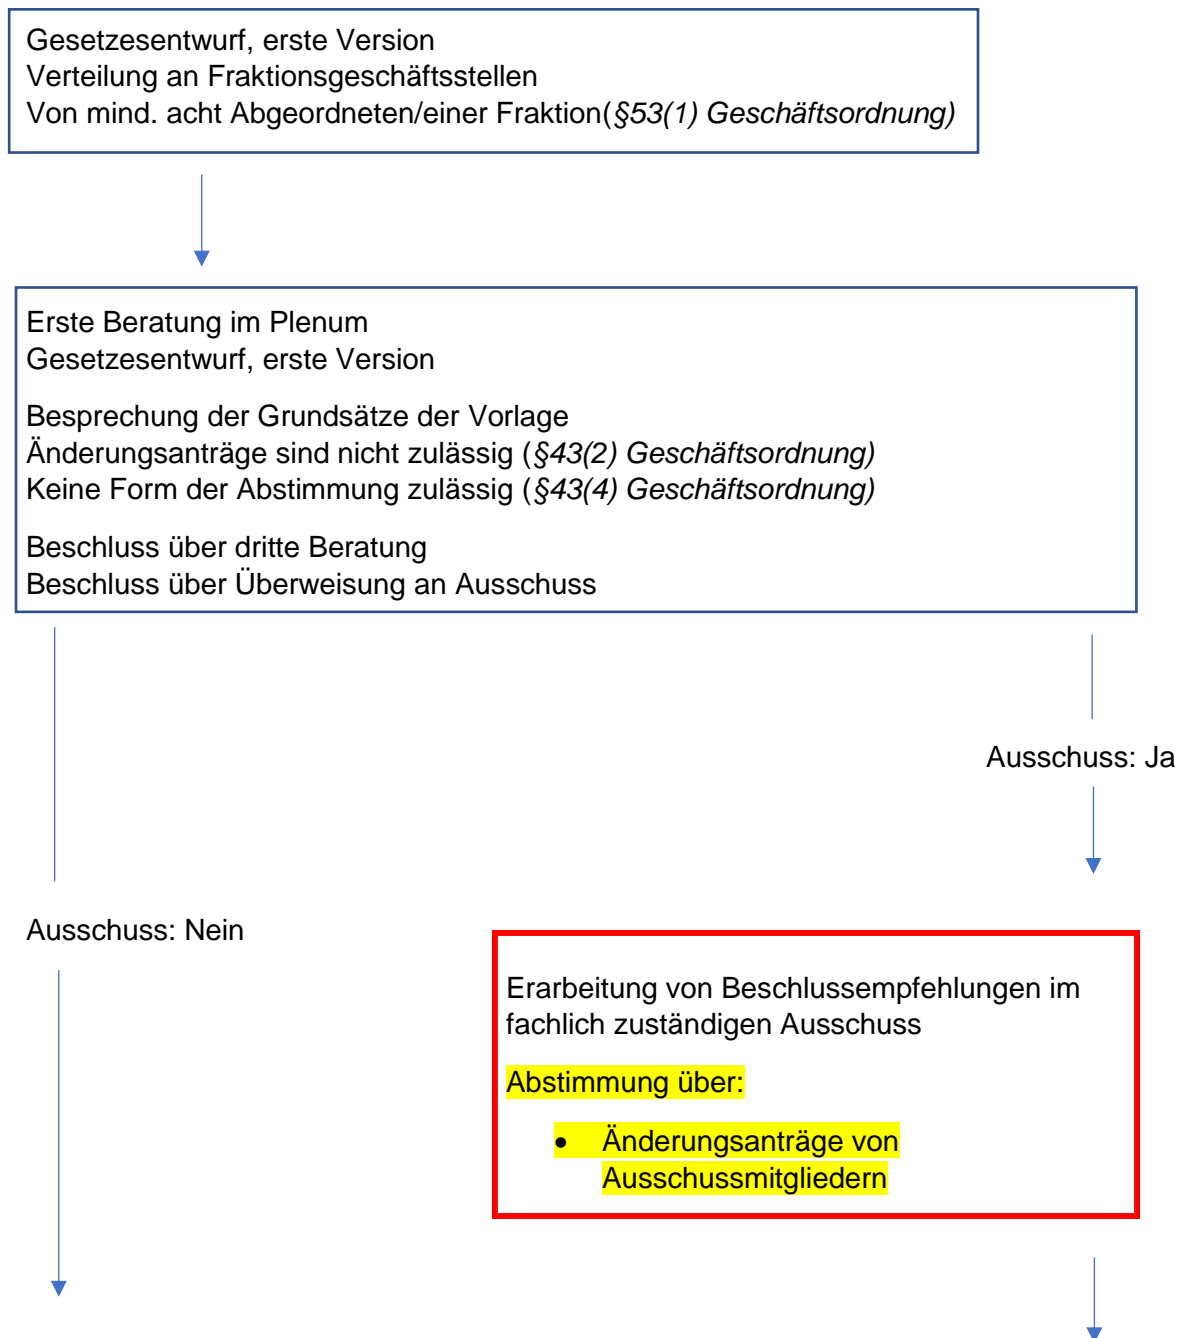 Gesetzesentwurf, erste Version
Verteilung an Fraktionsgeschäftsstellen
Von mind. acht Abgeordneten/einer Fraktion(§53(1) Geschäftsordnung)
Erste Beratung im Plenum
Gesetzesentwurf, erste Version
Besprechung der Grundsätze der Vorlage
Änderungsanträge sind nicht zulässig (§43(2) Geschäftsordnung)
Keine Form der Abstimmung zulässig (§43(4) Geschäftsordnung)
Beschluss über dritte Beratung
Beschluss über Überweisung an Ausschuss
Ausschuss: Ja
Ausschuss: Nein
Erarbeitung von Beschlussempfehlungen im
fachlich zuständigen Ausschuss
Abstimmung über:
• Änderungsanträge von
Ausschussmitgliedern